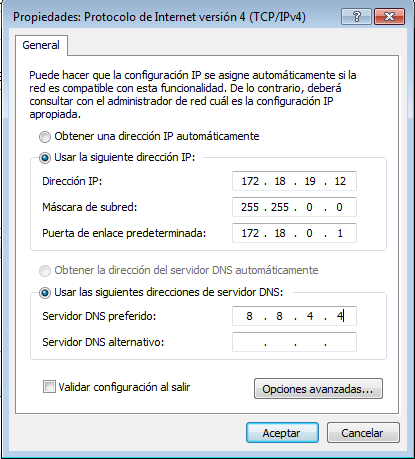 Propiedades: Protocolo de Internet versión 4 (TCP/IPv4)
General
Puede hacer que la configuración IP se asigne automáticamente si la
red es compatible con esta funcionalidad. De lo contrario, deberá
consultar con el administrador de red cuál es la configuración IP
apropiada.
Obtener una dirección IP automáticamente
Usar la siguiente dirección IP:
Dirección IP: 172 . 18 . 19 . 12
Máscara de subred: 255 . 255 . 0 . 0
Puerta de enlace predeterminada: 172 . 18 . 0 . 1
Obtener la dirección del servidor DNS automáticamente
Usar las siguientes direcciones de servidor DNS:
Servidor DNS preferido: 8 . 8 . 4 . 4
Servidor DNS alternativo: . . .
Validar configuración al salir
Opciones avanzadas...
Aceptar Cancelar